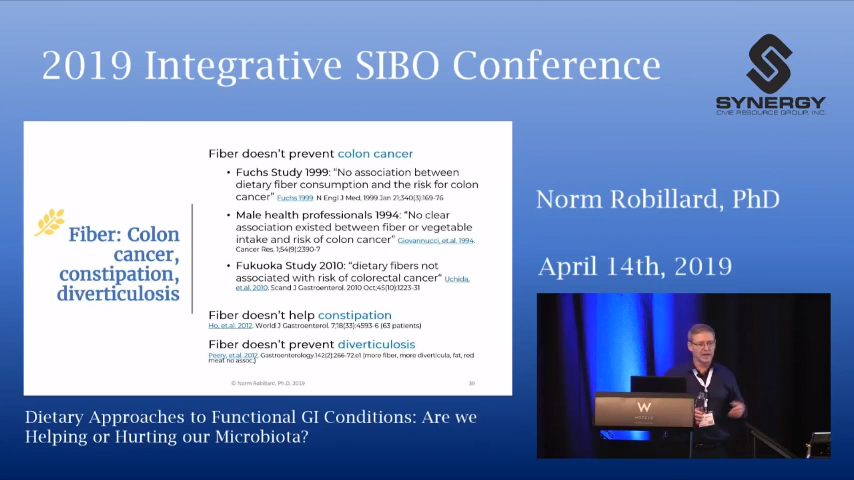 2019 Integrative SIBO Conference
SYNERGY
CME RESOURCE GROUP, INC.
Fiber: Colon
cancer,
constipation,
diverticulosis
Fiber doesn't prevent colon cancer
• Fuchs Study 1999: "No association between
dietary fiber consumption and the risk for colon
cancer" Fuchs 1999. N Engl J Med, 1999 Jan 21;340(3):169-76
• Male health professionals 1994: "No clear
association existed between fiber or vegetable
intake and risk of colon cancer" Giovannucci, et.al. 1994.
Cancer Res. 1;54(9):2390-7
• Fukuoka Study 2010: "dietary fibers not
associated with risk of colorectal cancer" Uchida,
et.al. 2010. Scand J Gastroenterol. 2010 Oct;45(10):1223-31
Fiber doesn't help constipation
Ho, et.al. 2012. World J Gastroenterol. 7;18(33):4593-6 (63 patients)
Fiber doesn't prevent diverticulosis
Peery, et.al. 2012. Gastroenterology.142(2):266-72.e1 (more fiber, more diverticula, fat, red
meat no assoc.)
© Norm Robillard, Ph.D. 2019
Norm Robillard, PhD
April 14th, 2019
W
HOTELS
Dietary Approaches to Functional GI Conditions: Are we
Helping or Hurting our Microbiota?